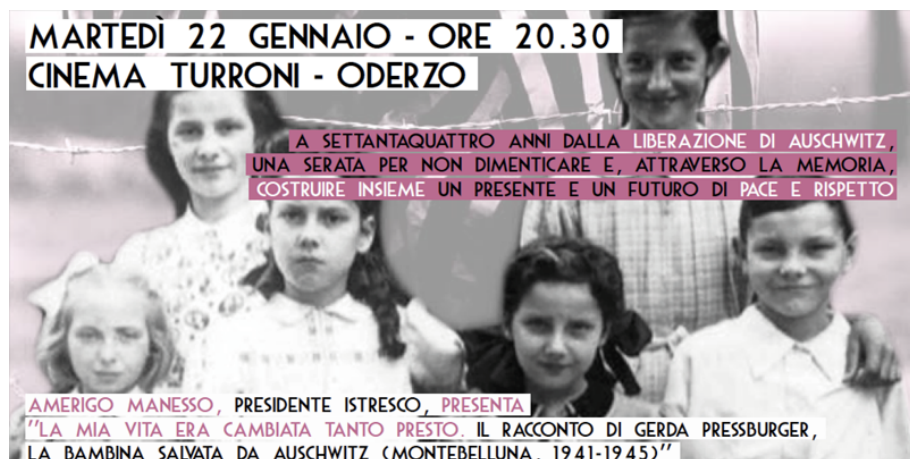 MARTEDÌ 22 GENNAIO - ORE 20.30
CINEMA TURRONI - ODERZO
A SETTANTAQUATTRO ANNI DALLA LIBERAZIONE DI AUSCHWITZ,
UNA SERATA PER NON DIMENTICARE E, ATTRAVERSO LA MEMORIA,
COSTRUIRE INSIEME UN PRESENTE E UN FUTURO DI PACE E RISPETTO
AMERIGO MANESSO, PRESIDENTE ISTRESCO, PRESENTA
"LA MIA VITA ERA CAMBIATA TANTO PRESTO. IL RACCONTO DI GERDA PRESSBURGER,
LA BAMBINA SALVATA DA AUSCHWITZ (MONTEBELLUNA, 1941-1945)"